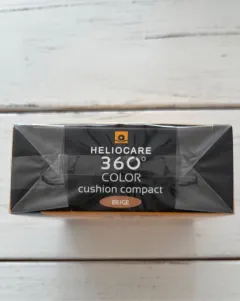 HELIOCARE
360°
COLOR
cushion compact
BEIGE